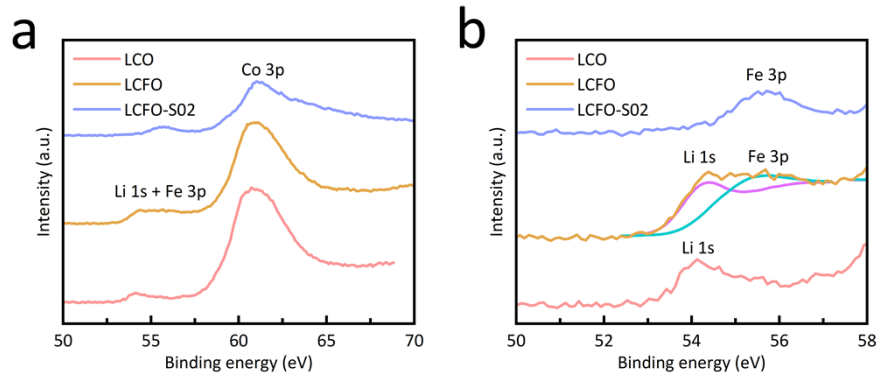 a
LCO
LCFO
LCFO-S02
Co 3p
Li 1s + Fe 3p
Intensity (a.u.)
50 55 60 65 70
Binding energy (eV)
b
LCO
LCFO
LCFO-S02
Fe 3p
Li 1s Fe 3p
Li 1s
Intensity (a.u.)
50 52 54 56 58
Binding energy (eV)